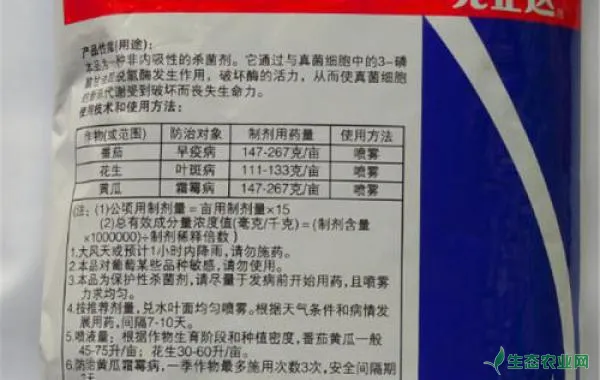 克立达
产品性能(用途):
本品为一种非内吸性的杀菌剂。它通过与真菌细胞中的3-磷
酸甘油醛脱氢酶发生作用，破坏酶的活力，从而使真菌细胞
的新陈代谢受到破坏而丧失生命力。
使用技术和使用方法:
作物(或范围) 防治对象 制剂用药量 使用方法
番茄 早疫病 147-267克/亩 喷雾
花生 叶斑病 111-133克/亩 喷雾
黄瓜 霜霉病 147-267克/亩 喷雾
(注: (1)公顷用制剂量=亩用制剂量×15
(2)总有效成分量浓度值(毫克/千克)=(制剂含量
×1000000)÷制剂稀释倍数)
1.大风天或预计1小时内降雨，请勿施药。
2.本品对葡萄某些品种敏感，请勿使用。
3.本品为保护性杀菌剂，请尽量于发病前开始用药，且喷雾
力求均匀。
4.按推荐剂量，兑水叶面均匀喷雾。根据天气条件和病情发
展用药，间隔7-10天。
5.喷液量：根据作物生育阶段和种植密度，番茄黄瓜一般
45-75升/亩；花生30-60升/亩。
6.防治黄瓜霜霉病，一季作物最多施用次数3次，安全间隔期
3天
生态农业网